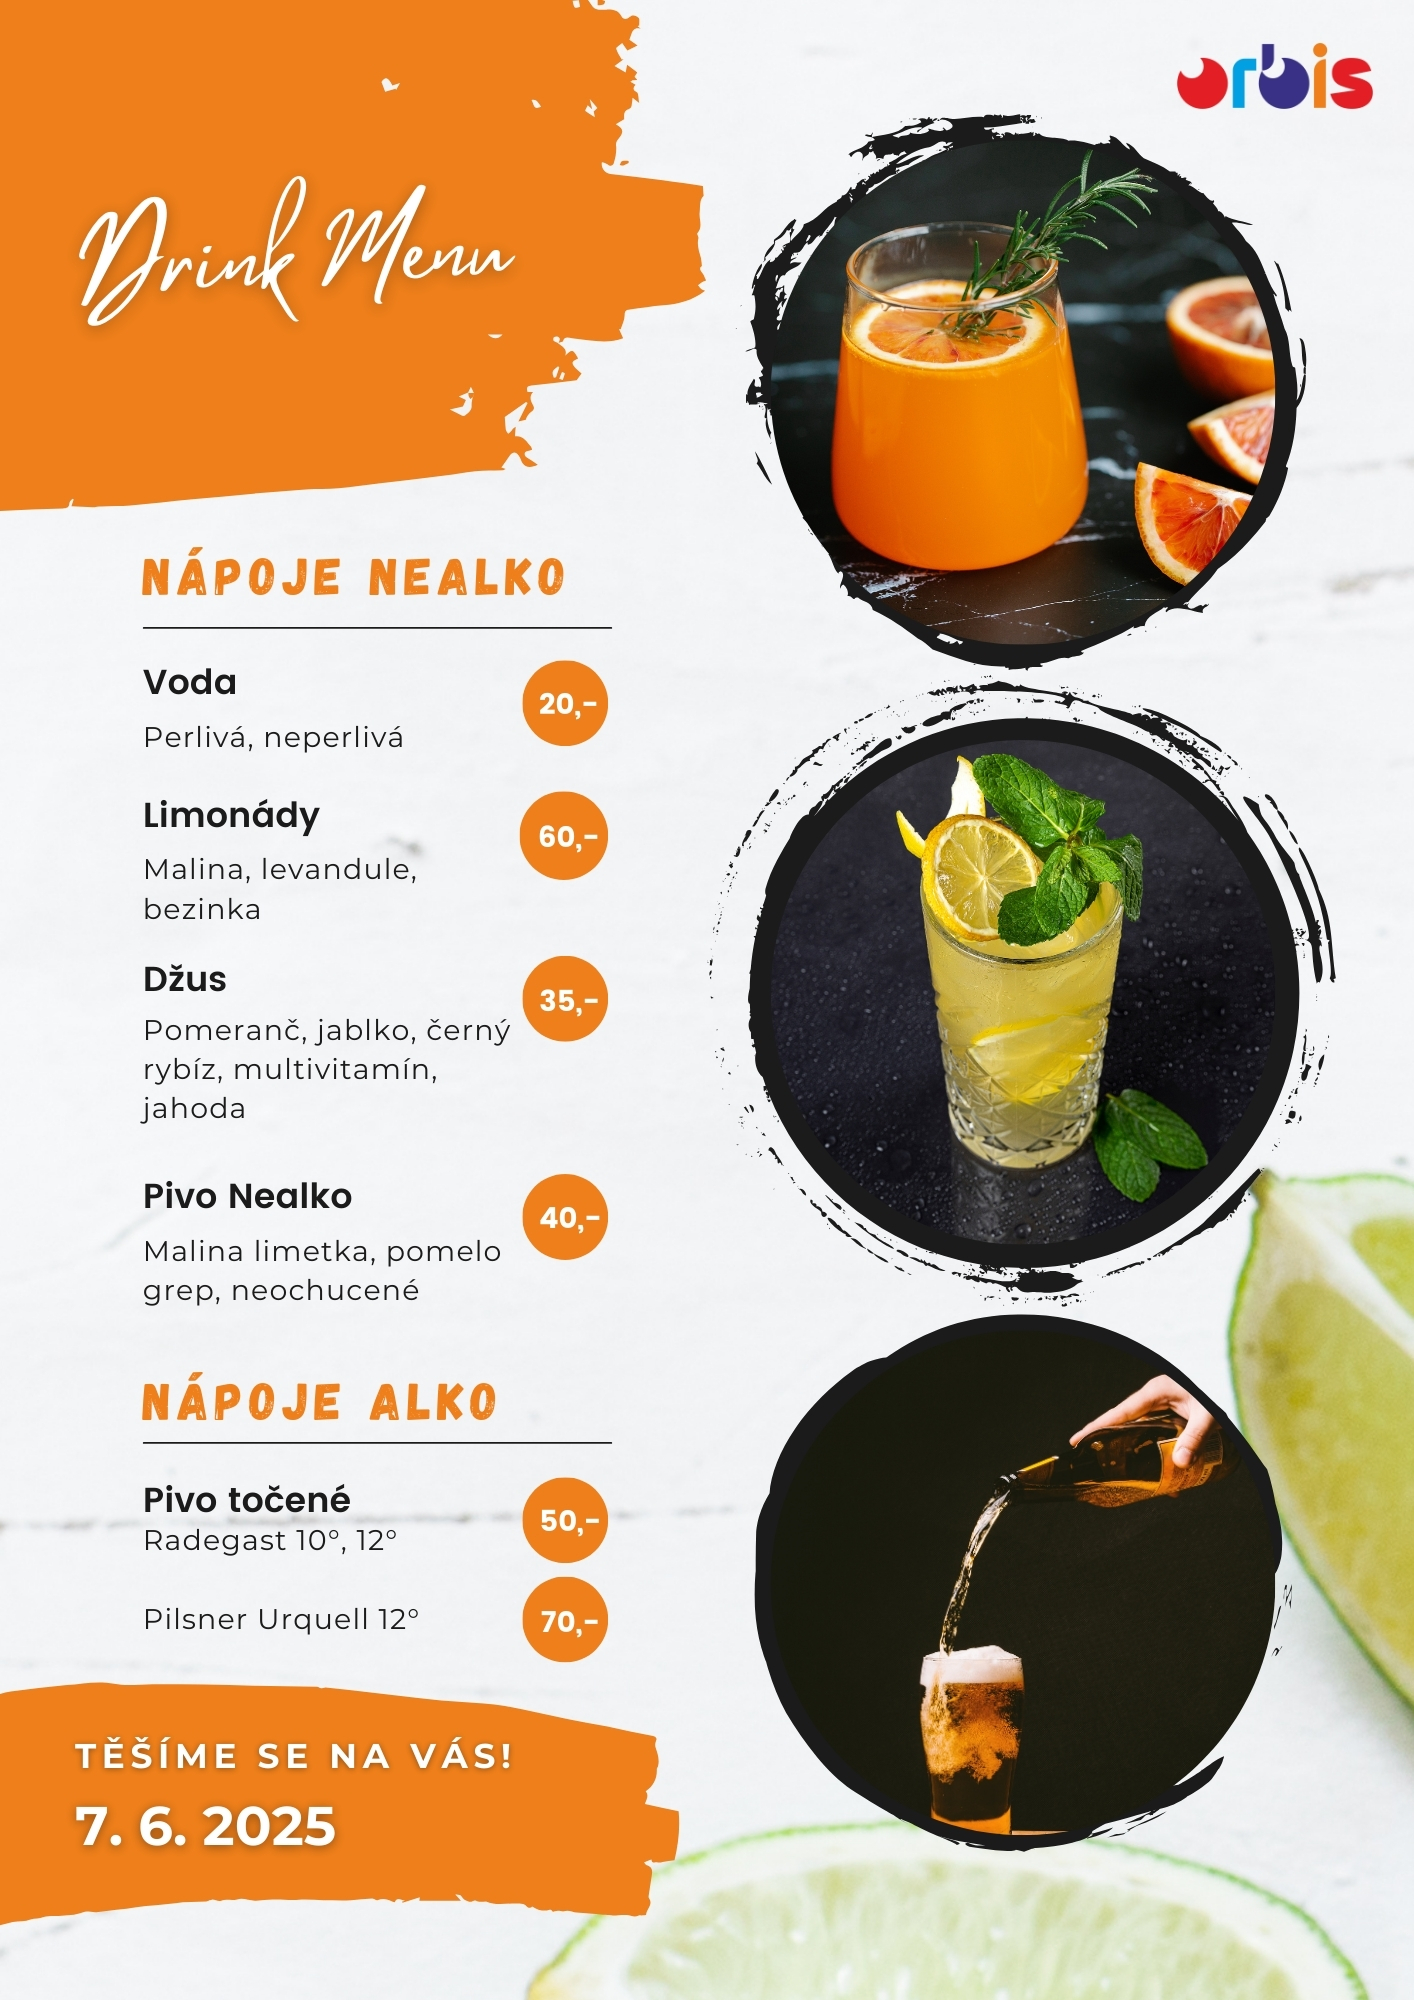 orbis
Drink Menu
NÁPOJE NEALKO
Voda
20,-
Perlivá, neperlivá
Limonády
60,-
Malina, levandule,
bezinka
Džus
35,-
Pomeranč, jablko, černý
rybíz, multivitamín,
jahoda
Pivo Nealko
40,-
Malina limetka, pomelo
grep, neochucené
NÁPOJE ALKO
Pivo točené
50,-
Radegast 10°, 12°
Pilsner Urquell 12°
70,-
TĚŠÍME SE NA VÁS!
7. 6. 2025